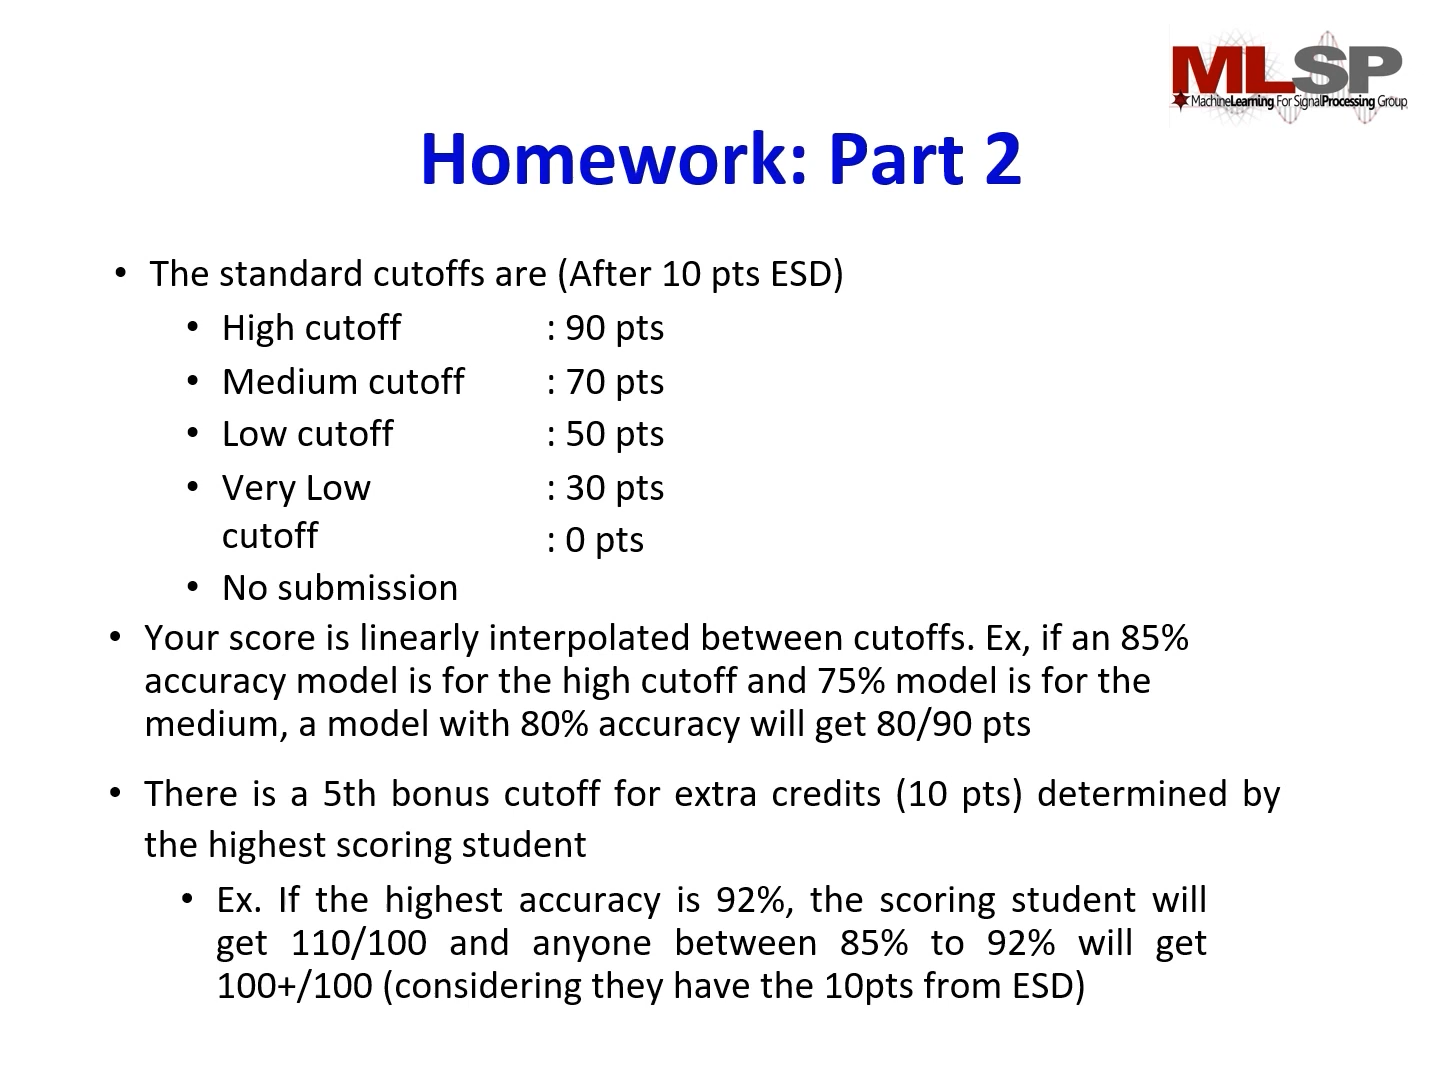 MLSP
MachineLearning For SignalProcessing Group
Homework: Part 2
• The standard cutoffs are (After 10 pts ESD)
• High cutoff : 90 pts
• Medium cutoff : 70 pts
• Low cutoff : 50 pts
• Very Low : 30 pts
cutoff : 0 pts
• No submission
• Your score is linearly interpolated between cutoffs. Ex, if an 85%
accuracy model is for the high cutoff and 75% model is for the
medium, a model with 80% accuracy will get 80/90 pts
• There is a 5th bonus cutoff for extra credits (10 pts) determined by
the highest scoring student
• Ex. If the highest accuracy is 92%, the scoring student will
get 110/100 and anyone between 85% to 92% will get
100+/100 (considering they have the 10pts from ESD)